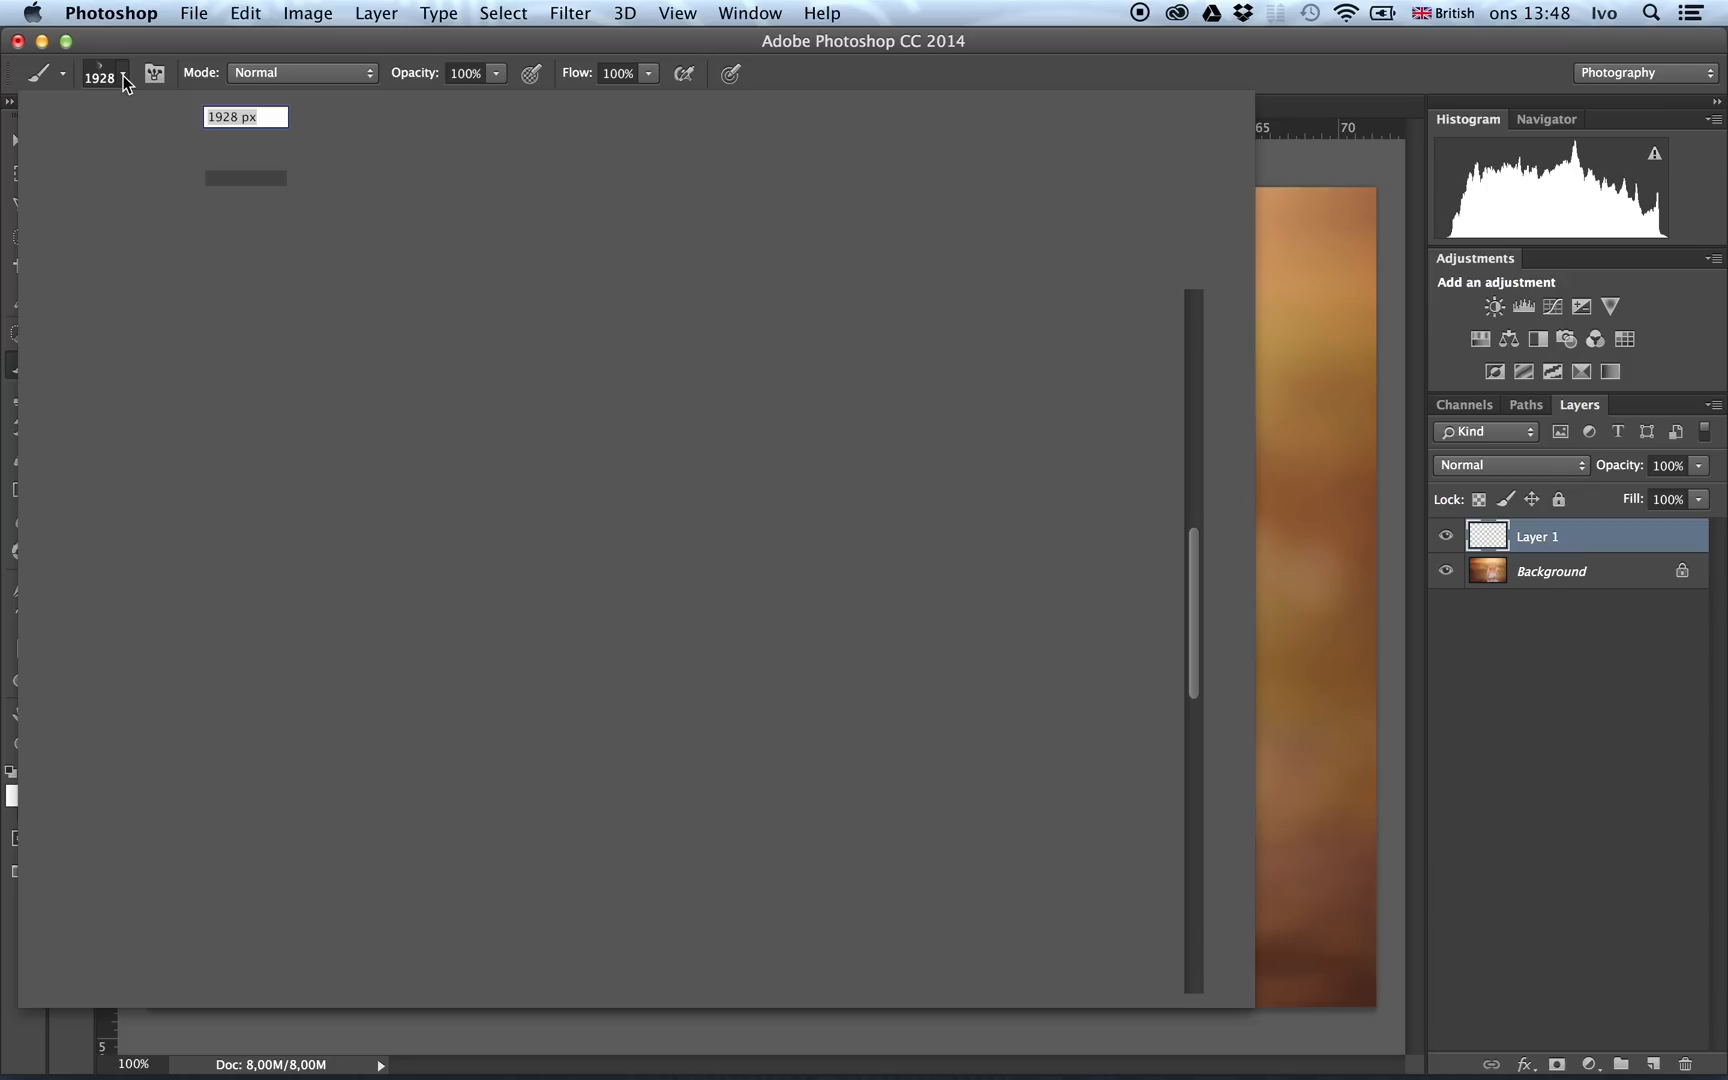 Photoshop File Edit Image Layer Type Select Filter 3D View Window Help British ons 13:48 Ivo
Adobe Photoshop CC 2014
1928 Mode: Normal Opacity: 100% Flow: 100% Photography
1928 px
65 70
Histogram Navigator
Adjustments
Add an adjustment
Channels Paths Layers
Kind T
Normal Opacity: 100%
Lock: Fill: 100%
Layer 1
Background
5
100% Doc: 8,00M/8,00M
fx